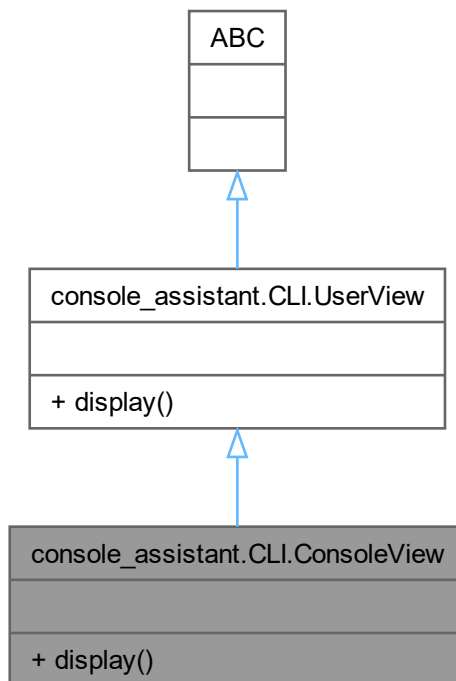 ABC
console_assistant.CLI.UserView
+ display()
console_assistant.CLI.ConsoleView
+ display()